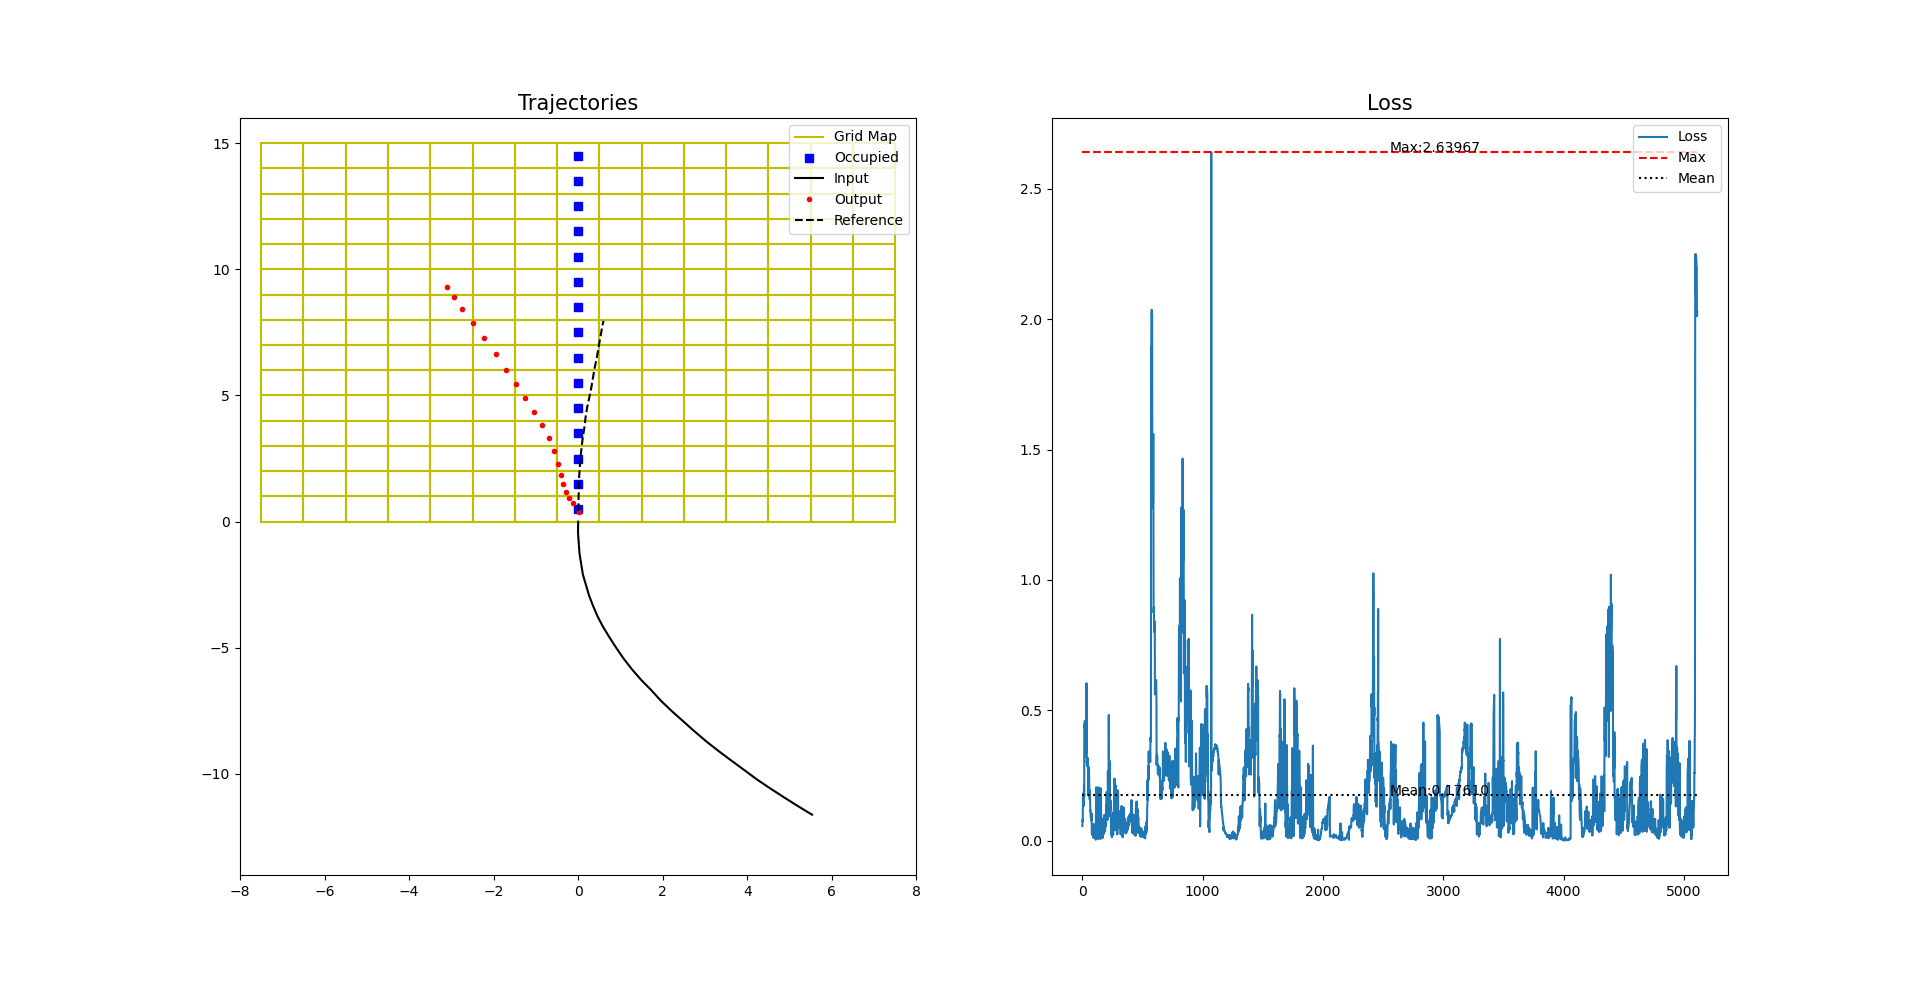 Trajectories
15
10
5
0
−5
−10
−8
−6
−4
−2
0
2
4
6
8
Grid Map
Occupied
Input
Output
Reference
Loss
2.5
2.0
1.5
1.0
0.5
0.0
0
1000
2000
3000
4000
5000
Max:2.63967
Mean:0.17610
Loss
Max
Mean